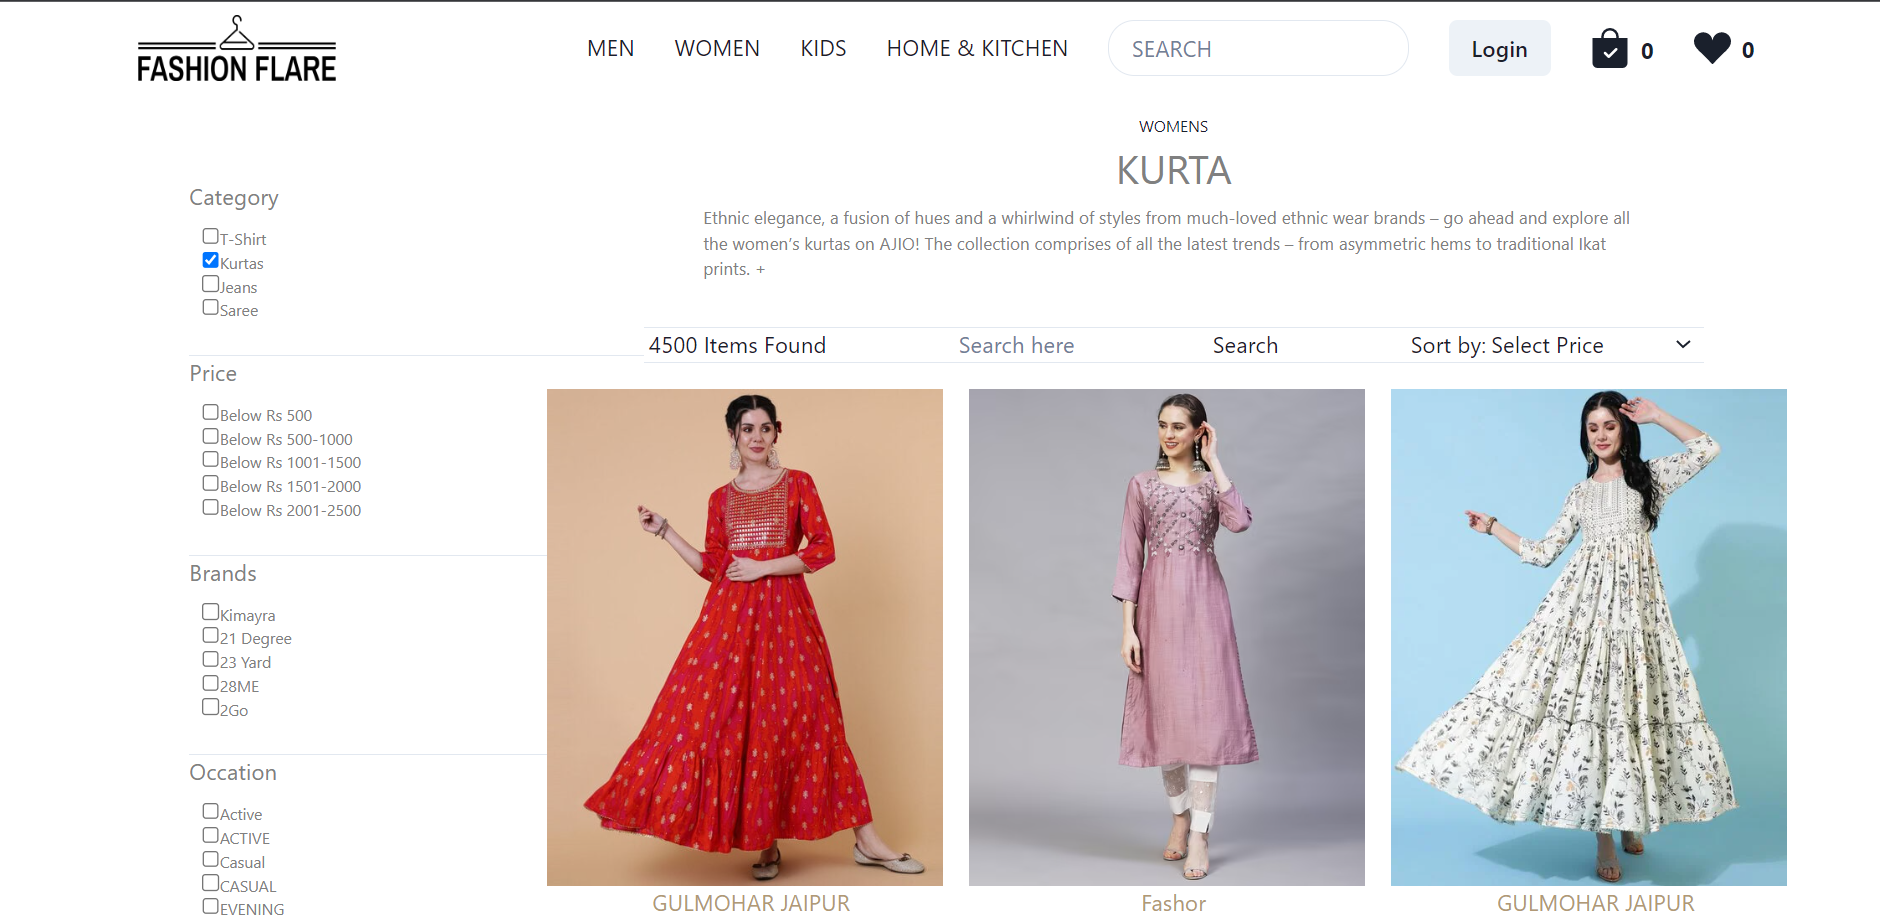 FASHION FLARE
MEN WOMEN KIDS HOME & KITCHEN SEARCH Login 0 0
WOMENS
KURTA
Ethnic elegance, a fusion of hues and a whirlwind of styles from much-loved ethnic wear brands – go ahead and explore all
the women’s kurtas on AJIO! The collection comprises of all the latest trends – from asymmetric hems to traditional Ikat
prints. +
Category
T-Shirt
Kurtas
Jeans
Saree
Price
Below Rs 500
Below Rs 500-1000
Below Rs 1001-1500
Below Rs 1501-2000
Below Rs 2001-2500
Brands
Kimayra
21 Degree
23 Yard
28ME
2Go
Occation
Active
ACTIVE
Casual
CASUAL
EVENING
4500 Items Found Search here Search Sort by: Select Price
GULMOHAR JAIPUR Fashor GULMOHAR JAIPUR